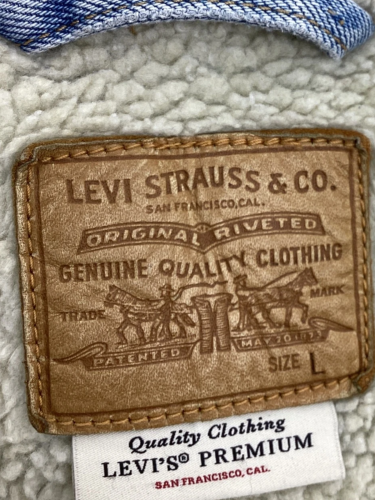 LEVI STRAUSS & CO.
SAN FRANCISCO, CAL.
ORIGINAL RIVETED
GENUINE QUALITY CLOTHING
TRADE MARK
PATENTED MAY 20 1873
SIZE L
Quality Clothing
LEVI'S® PREMIUM
SAN FRANCISCO, CAL.